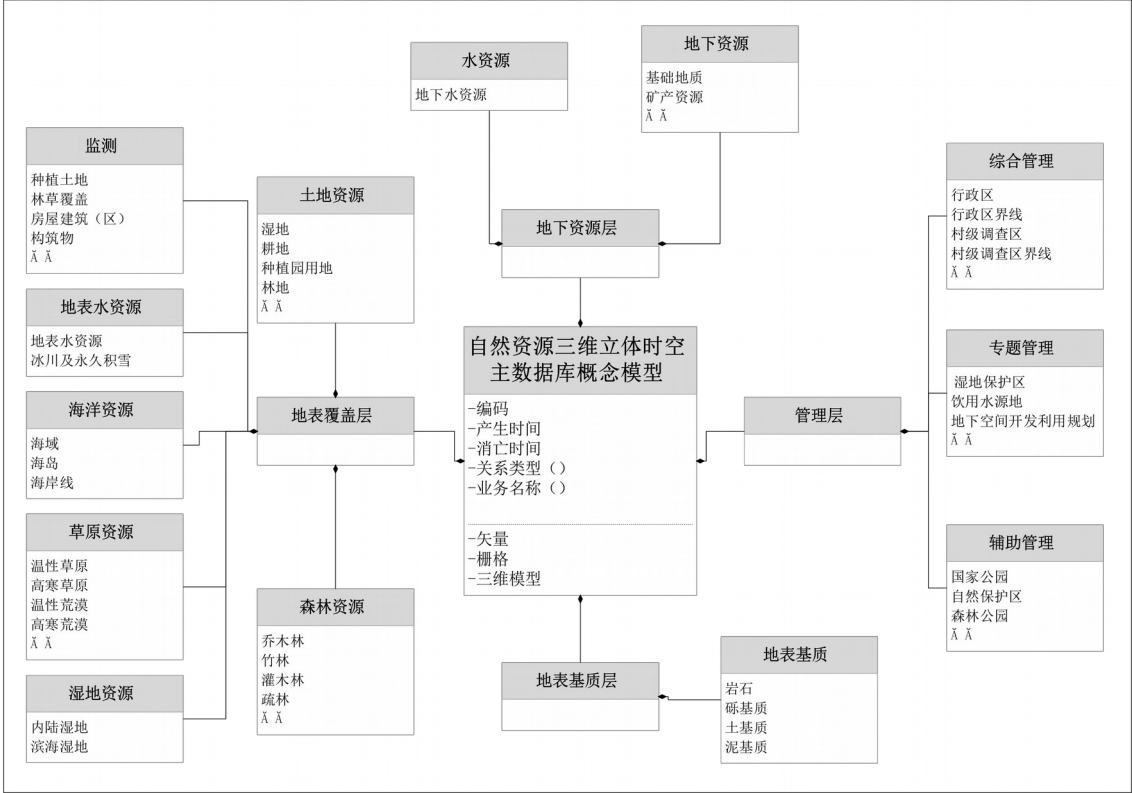 水资源
地下水资源
地下资源
基础地质
矿产资源
Ă Ă
监测
种植土地
林草覆盖
房屋建筑（区）
构筑物
Ă Ă
土地资源
湿地
耕地
种植园用地
林地
Ă Ă
地下资源层
综合管理
行政区
行政区界线
村级调查区
村级调查区界线
Ă Ă
地表水资源
地表水资源
冰川及永久积雪
自然资源三维立体时空
主数据库概念模型
-编码
-产生时间
-消亡时间
-关系类型（）
-业务名称（）
-矢量
-栅格
-三维模型
专题管理
湿地保护区
饮用水源地
地下空间开发利用规划
Ă Ă
海洋资源
海域
海岛
海岸线
地表覆盖层
管理层
草原资源
温性草原
高寒草原
温性荒漠
高寒荒漠
Ă Ă
森林资源
乔木林
竹林
灌木林
疏林
Ă Ă
辅助管理
国家公园
自然保护区
森林公园
Ă Ă
湿地资源
内陆湿地
滨海湿地
地表基质层
地表基质
岩石
砾基质
土基质
泥基质